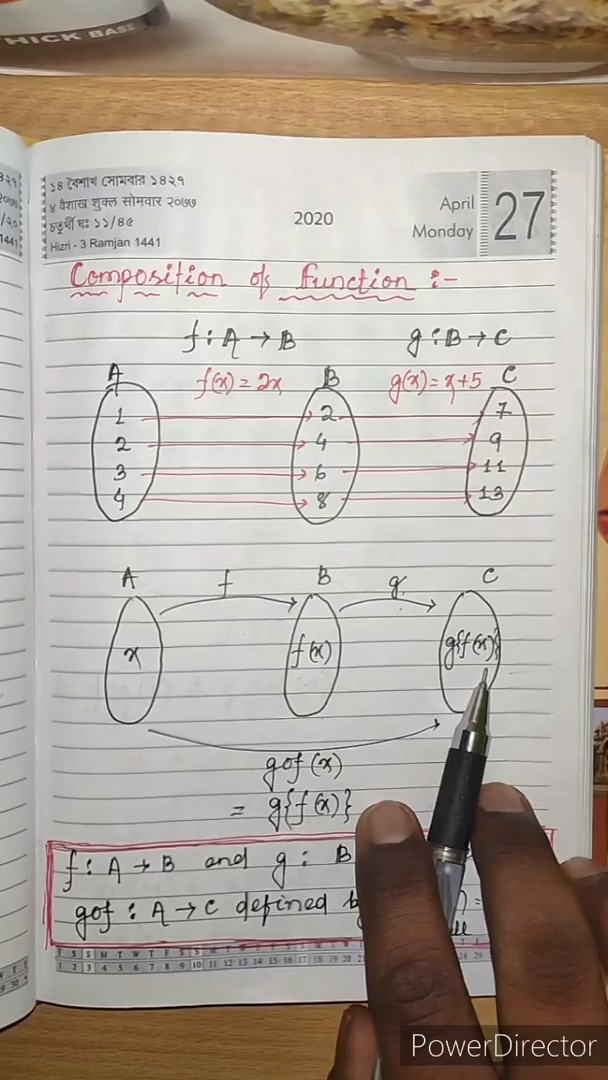 HICK BASE
১৪ বৈশাখ সোমবার ১৪২৭
৪ বৈশাখ শুক্ল সোমবার ২০৭৭
চতুর্থী ঘঃ ১১/৪৫
Hizri - 3 Ramjan 1441
2020
April
Monday
27
Composition of Function :-
f : A → B g : B → C
A f(x) = 2x B g(x) = x+5 C
1 2 7
2 4 9
3 6 11
4 8 13
A f B g C
x f(x) g{f(x)}
gof (x)
= g{f(x)}
f : A → B and g : B
gof : A → C defined =
PowerDirector